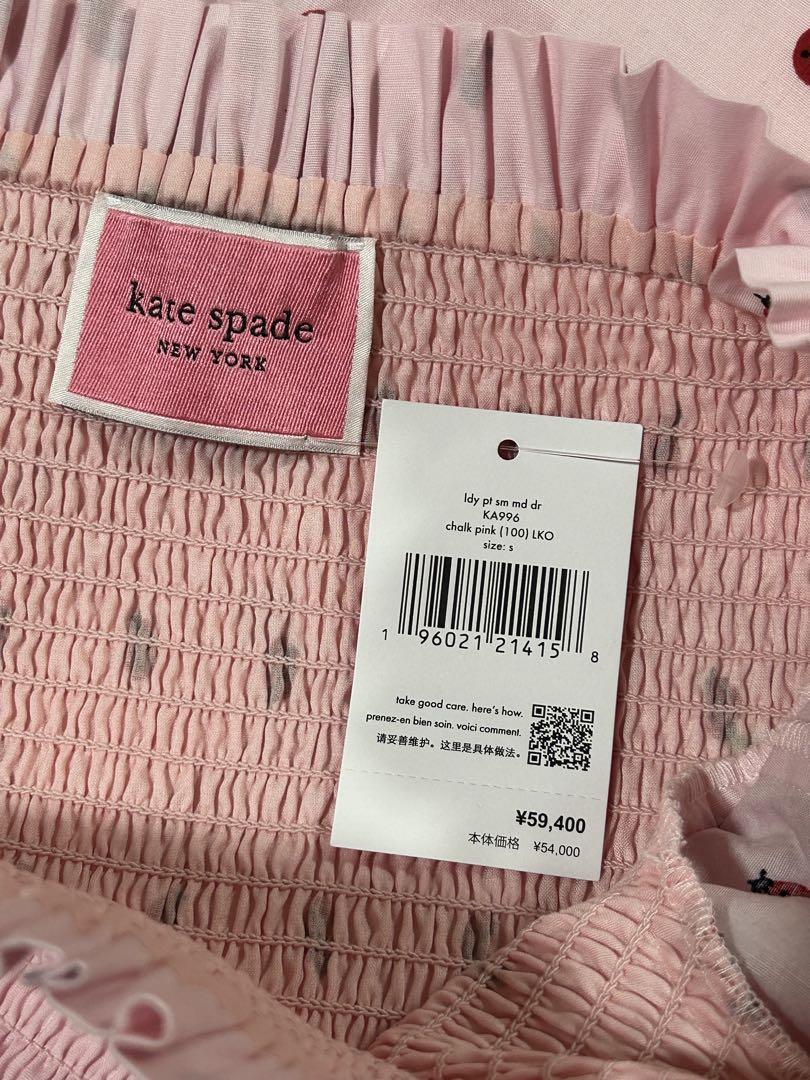 kate spade
NEW YORK
ldy pt sm md dr
KA996
chalk pink (100) LKO
size: s
1 96021 21415 8
take good care. here's how.
prenez-en bien soin. voici comment.
请妥善维护。这里是具体做法。
¥59,400
本体価格 ¥54,000